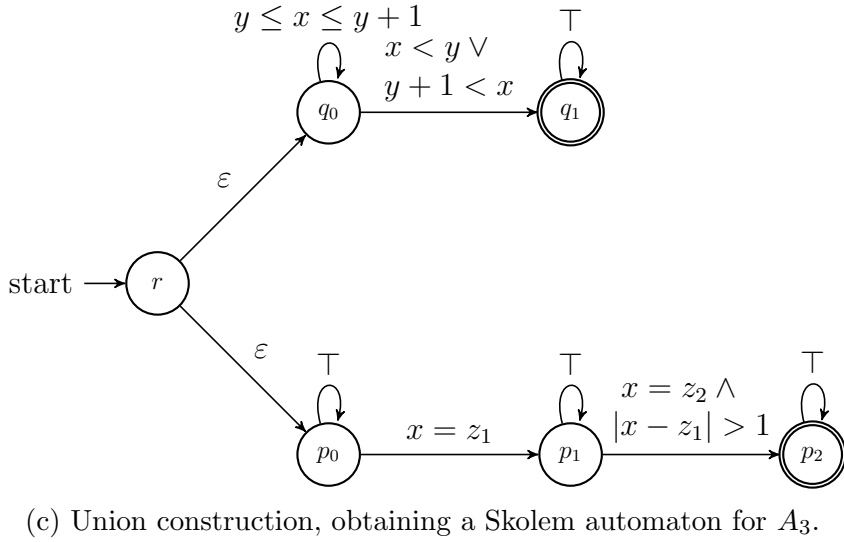 y ≤ x ≤ y + 1
⊤
x < y ∨
y + 1 < x
q₀
q₁
ε
start
r
ε
⊤
⊤
⊤
x = z₂ ∧
x = z₁
|x − z₁| > 1
p₀
p₁
p₂
(c) Union construction, obtaining a Skolem automaton for A₃.